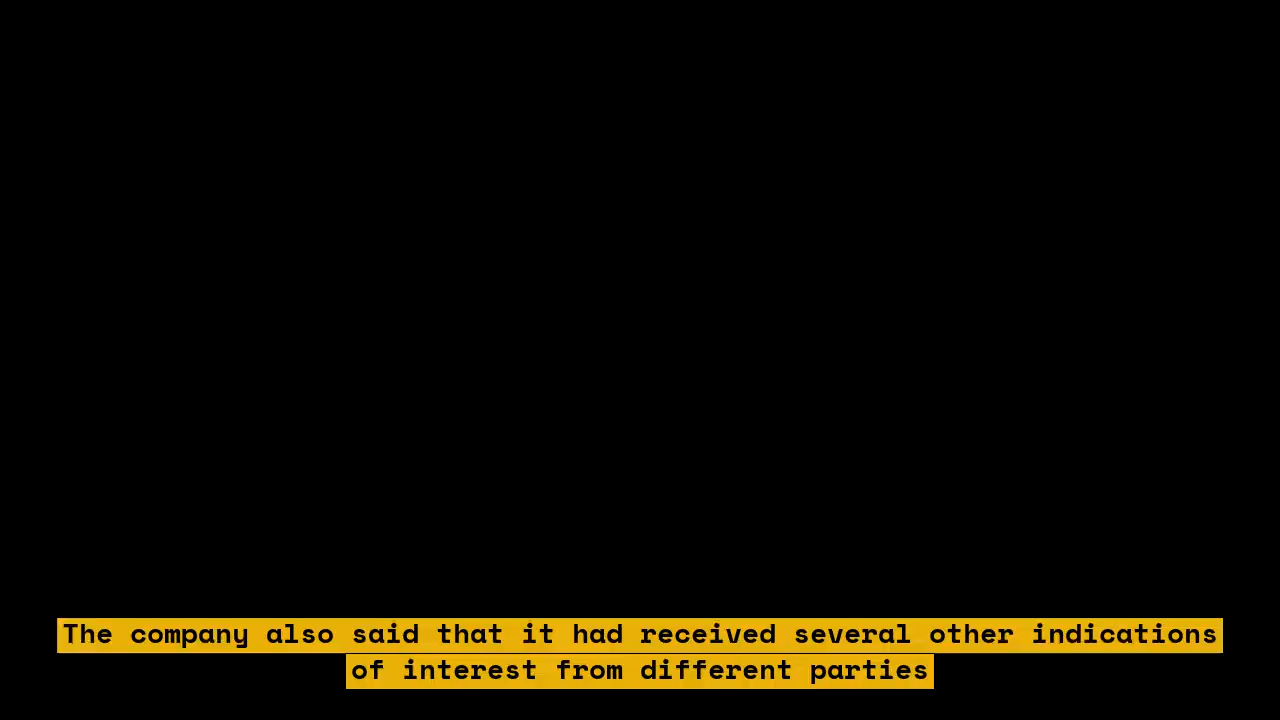 The company also said that it had received several other indications
of interest from different parties